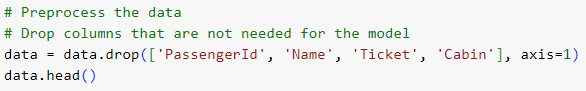 # Preprocess the data
# Drop columns that are not needed for the model
data = data.drop(['PassengerId', 'Name', 'Ticket', 'Cabin'], axis=1)
data.head()